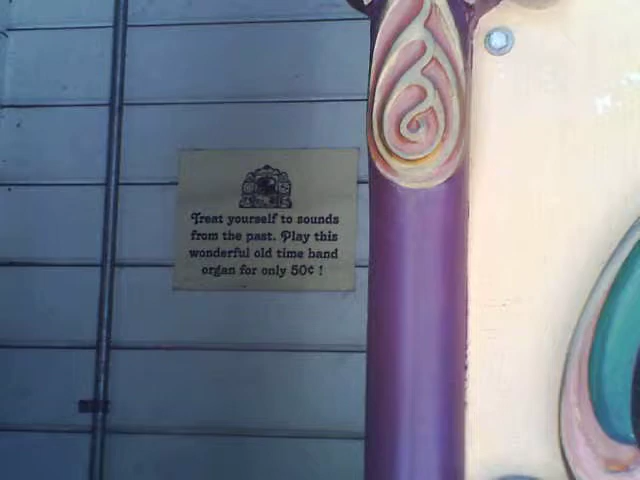 Treat yourself to sounds
from the past. Play this
wonderful old time band
organ for only 50¢ !